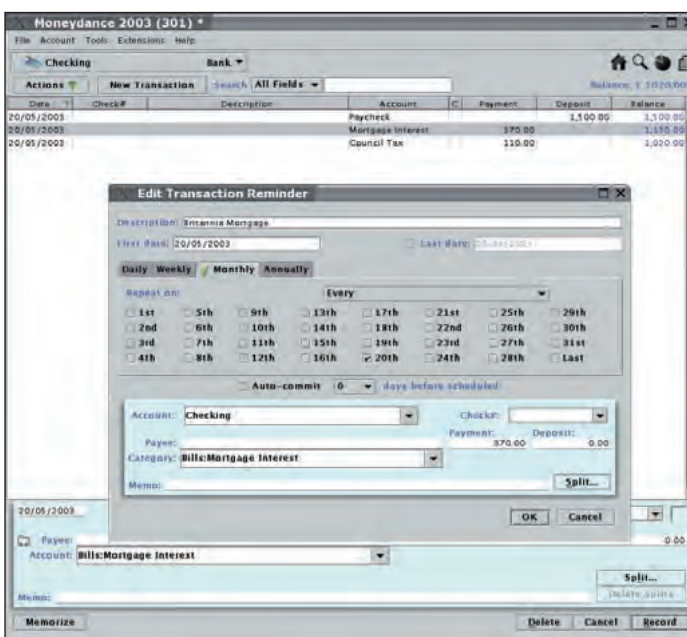 Moneydance 2003 (301) *
File Account Tools Extensions Help
Checking Bank
Actions New Transaction Search All Fields Balance: £ 1020.00
Date Check# Description Account C Payment Deposit Balance
20/05/2003 Paycheck 1,500.00 1,500.00
20/05/2003 Mortgage Interest 370.00 1,130.00
20/05/2003 Council Tax 110.00 1,020.00
Edit Transaction Reminder
Description: Britannia Mortgage
First date: 20/05/2003 Last date:
Daily Weekly Monthly Annually
Repeat on: Every
1st 5th 9th 13th 17th 21st 25th 29th
2nd 6th 10th 14th 18th 22nd 26th 30th
3rd 7th 11th 15th 19th 23rd 27th 31st
4th 8th 12th 16th 20th 24th 28th Last
Auto-commit 0 days before scheduled
Account: Checking Check#:
Payment: Deposit:
Payee: 370.00 0.00
Category: Bills:Mortgage Interest
Memo: Split...
OK Cancel
20/05/2003
Payee: 0.00
Account: Bills:Mortgage Interest
Split...
Memo: Delete Splits
Memorize Delete Cancel Record